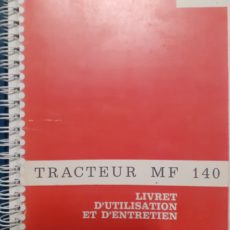 TRACTEUR MF 140
LIVRET
D'UTILISATION
ET D'ENTRETIEN